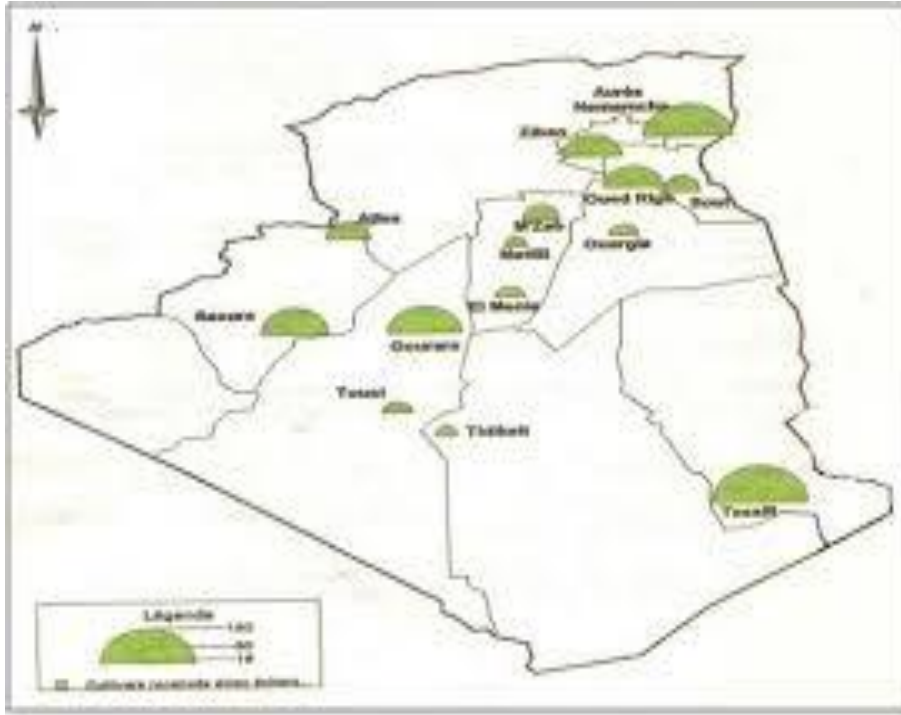 N
Aurès
Nememcha
Ziban
Oued Righ
Souf
Atlas
M'Zab
Metlili
Ouargla
El Menia
Saoura
Gourara
Touat
Tidikelt
Tassili
Légende